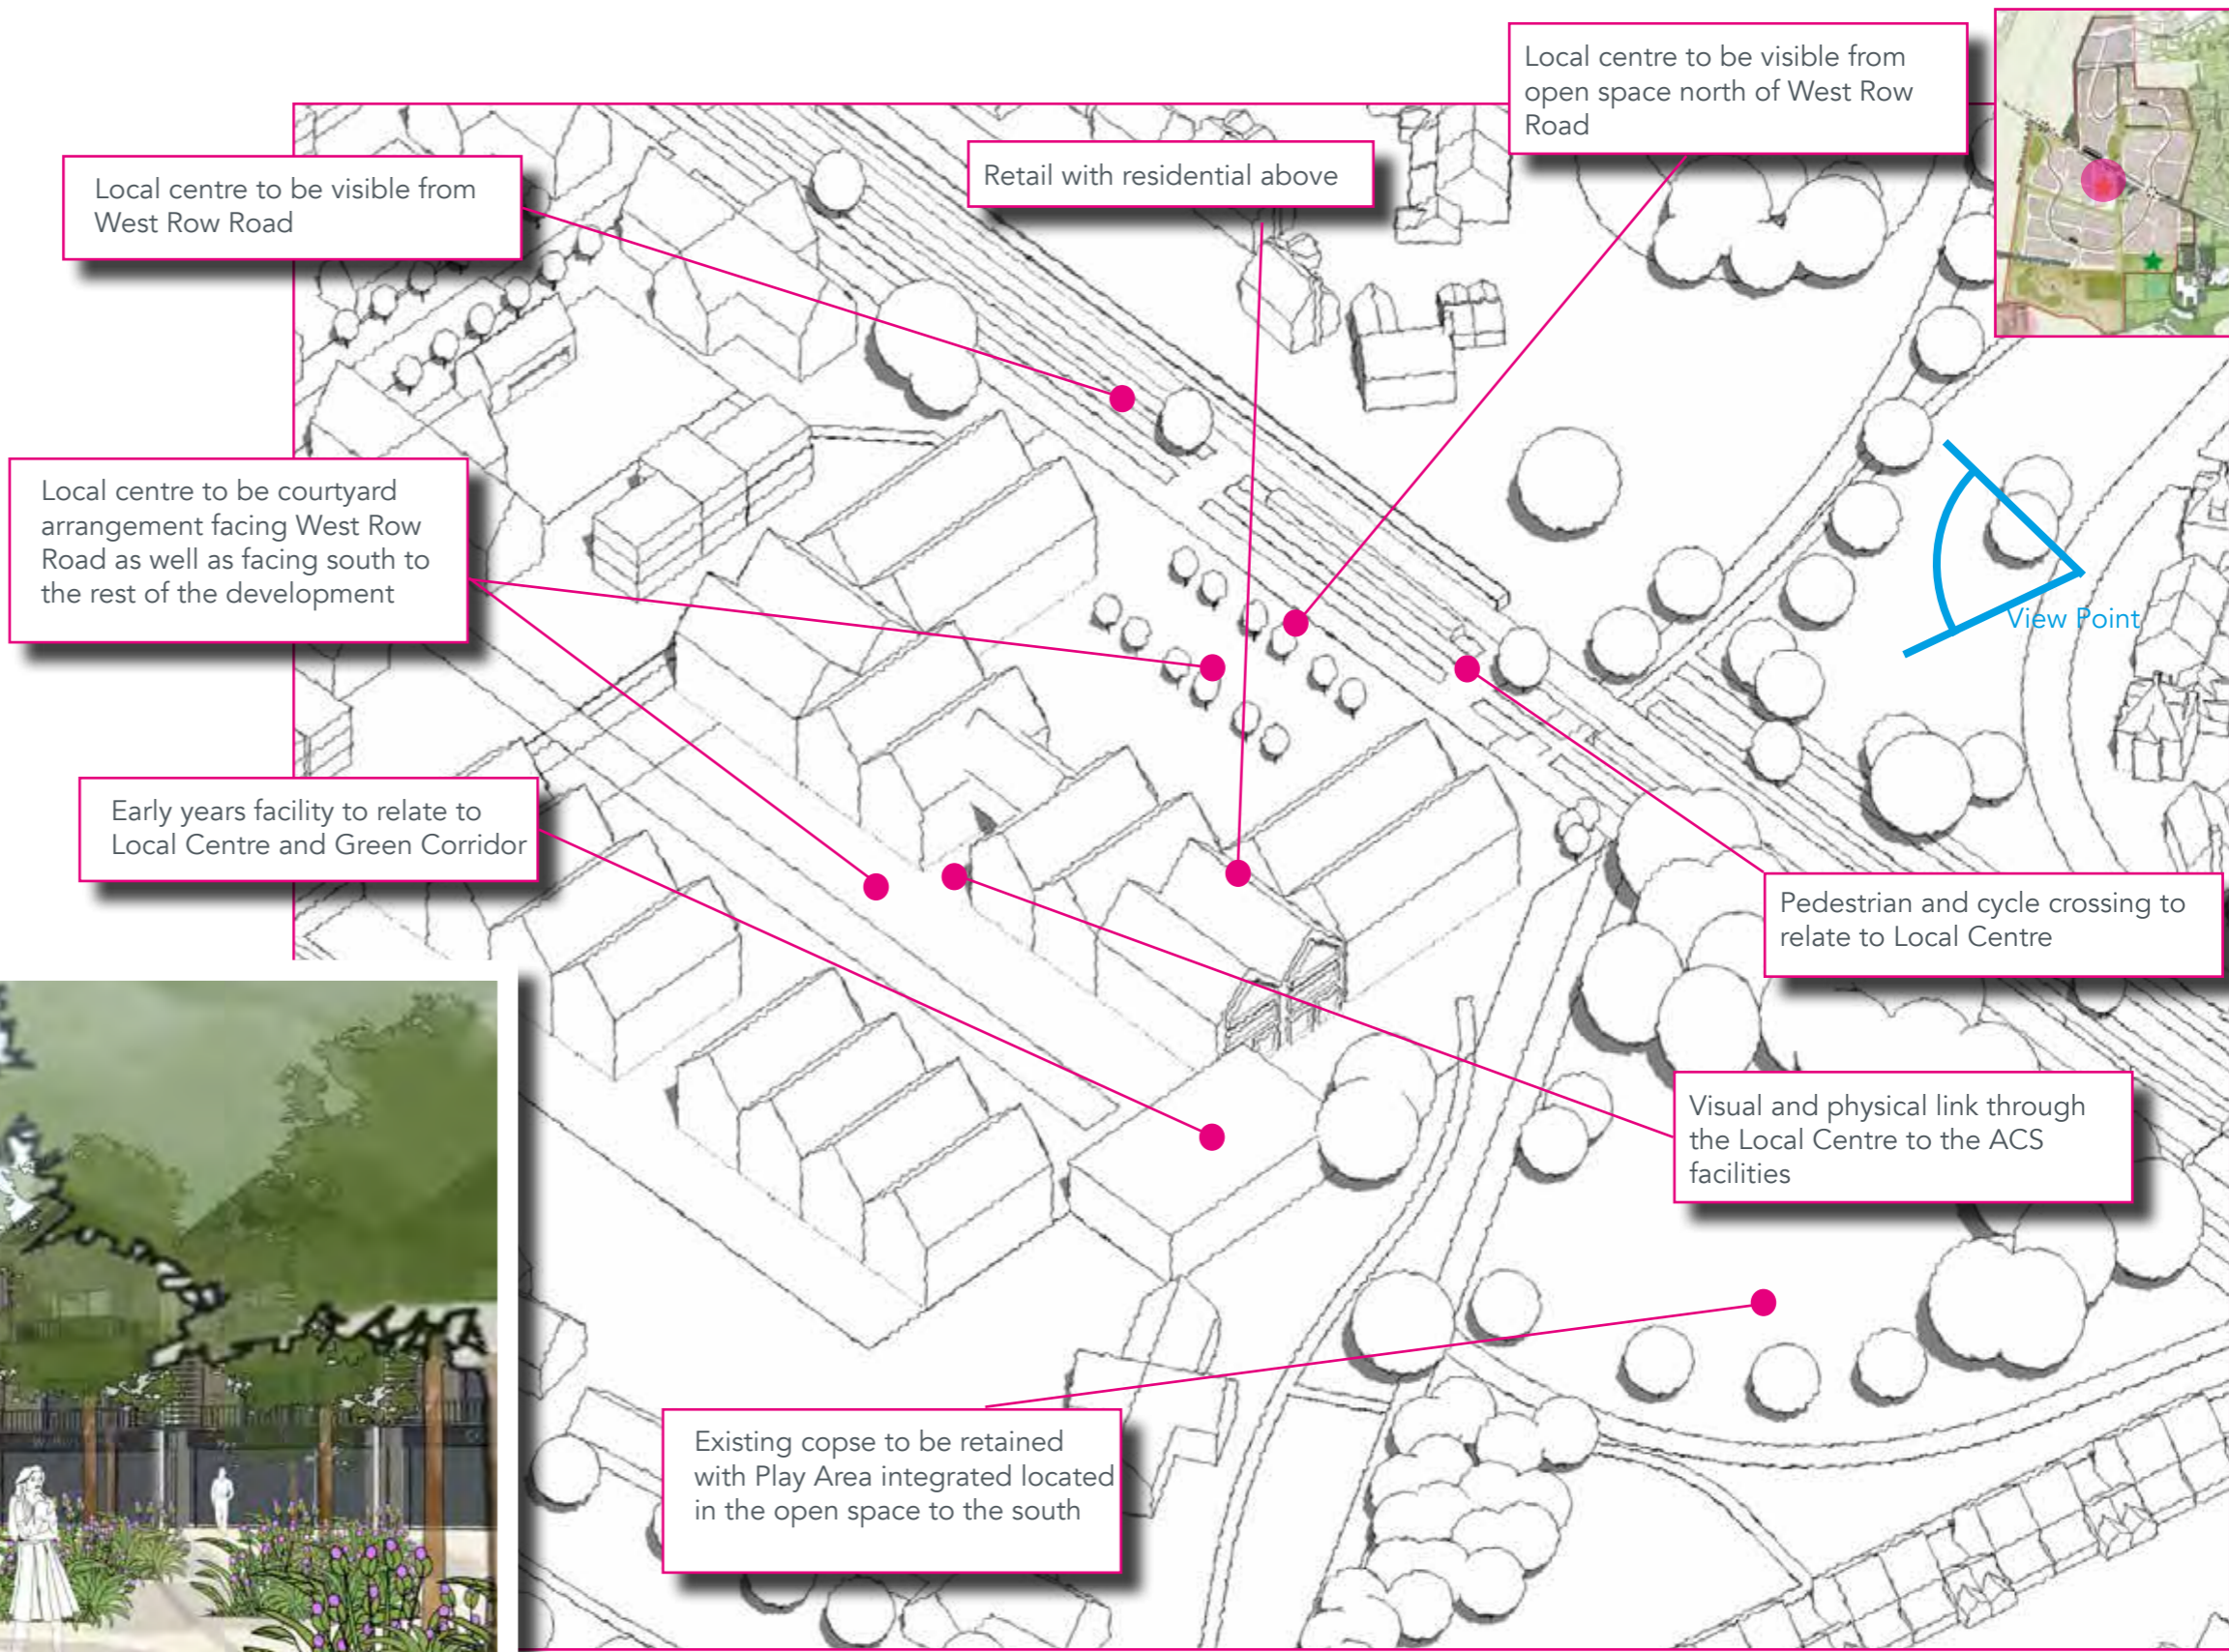 Local centre to be visible from
open space north of West Row
Road
Retail with residential above
Local centre to be visible from
West Row Road
Local centre to be courtyard
arrangement facing West Row
Road as well as facing south to
the rest of the development
View Point
Early years facility to relate to
Local Centre and Green Corridor
Pedestrian and cycle crossing to
relate to Local Centre
Visual and physical link through
the Local Centre to the ACS
facilities
Existing copse to be retained
with Play Area integrated located
in the open space to the south